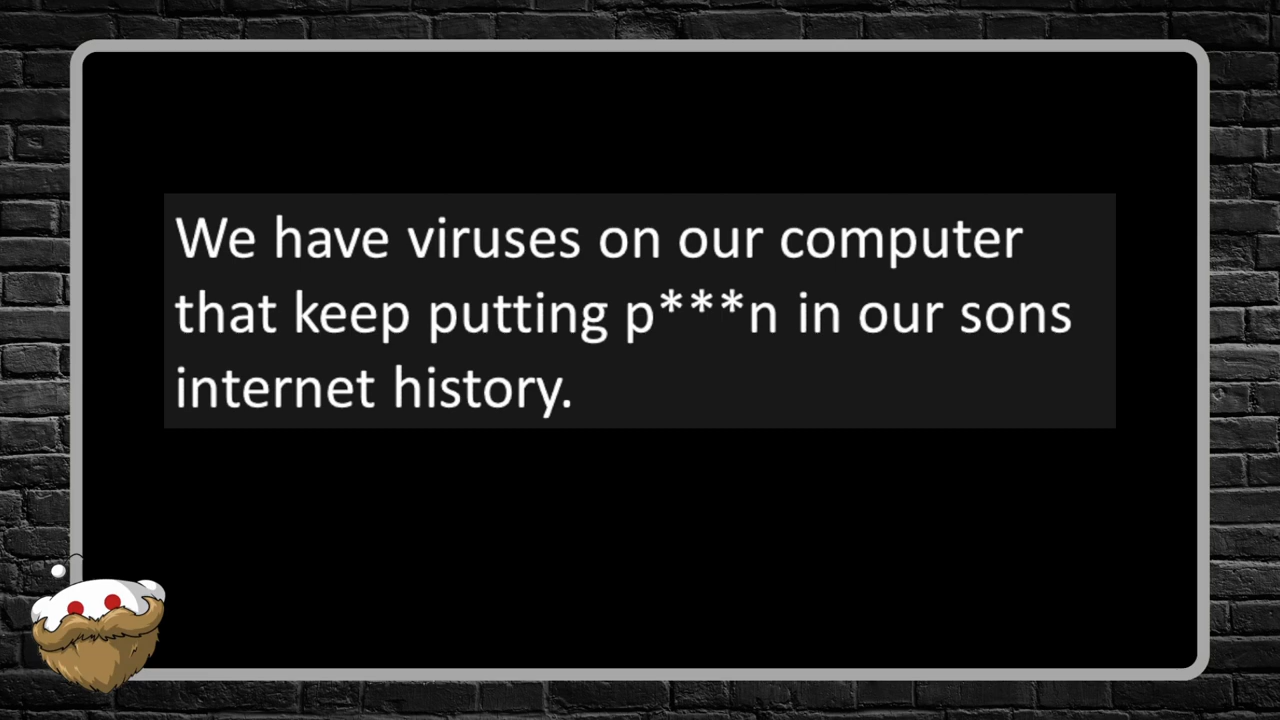 We have viruses on our computer
that keep putting p***n in our sons
internet history.